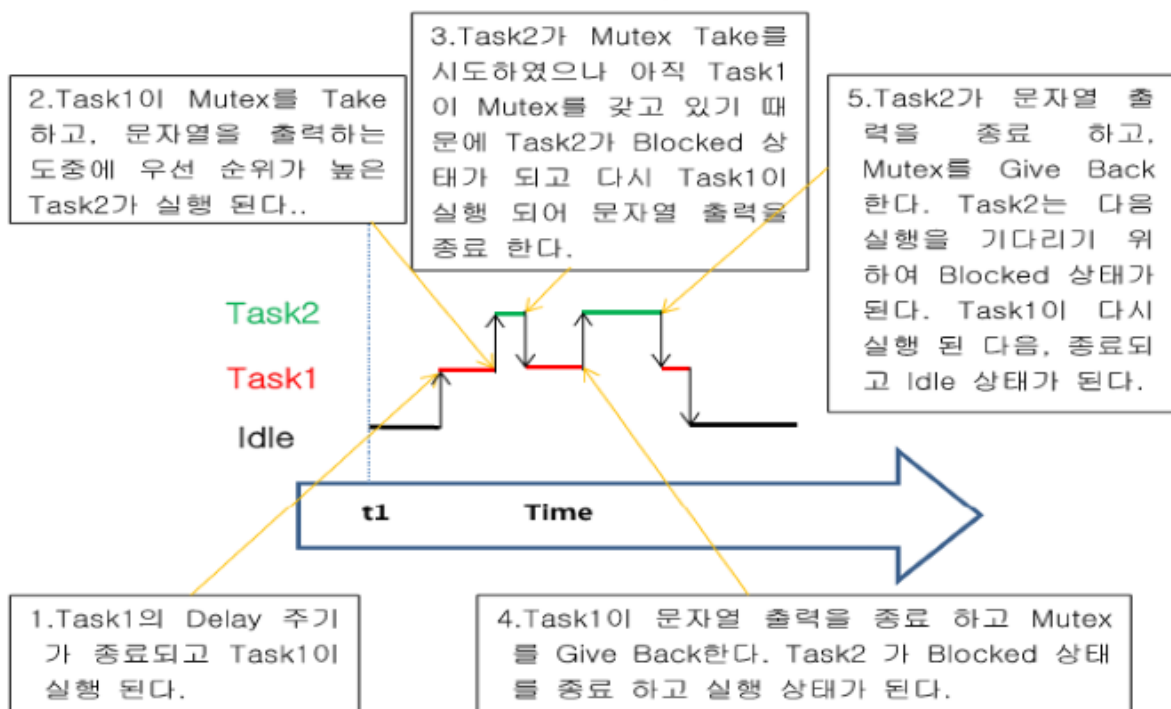 2.Task1이 Mutex를 Take
하고, 문자열을 출력하는
도중에 우선 순위가 높은
Task2가 실행 된다..
3.Task2가 Mutex Take를
시도하였으나 아직 Task1
이 Mutex를 갖고 있기 때
문에 Task2가 Blocked 상
태가 되고 다시 Task1이
실행 되어 문자열 출력을
종료 한다.
5.Task2가 문자열 출
력을 종료 하고,
Mutex를 Give Back
한다. Task2는 다음
실행을 기다리기 위
하여 Blocked 상태가
된다. Task1이 다시
실행 된 다음, 종료되
고 Idle 상태가 된다.
Task2
Task1
Idle
t1 Time
1.Task1의 Delay 주기
가 종료되고 Task1이
실행 된다.
4.Task1이 문자열 출력을 종료 하고 Mutex
를 Give Back한다. Task2 가 Blocked 상태
를 종료 하고 실행 상태가 된다.